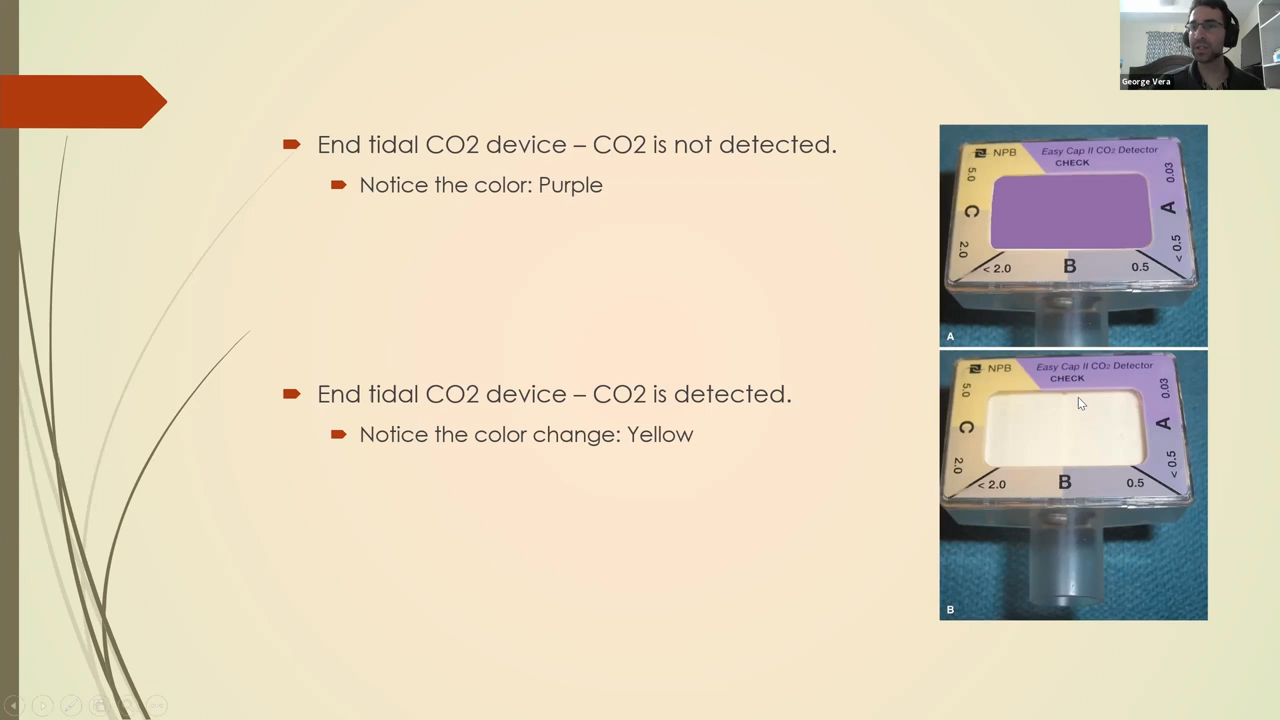 George Vera
End tidal CO2 device – CO2 is not detected.
Notice the color: Purple
End tidal CO2 device – CO2 is detected.
Notice the color change: Yellow
NPB
Easy Cap II CO2 Detector
CHECK
5.0
0.03
C
A
2.0
< 0.5
< 2.0
B
0.5
A
NPB
Easy Cap II CO2 Detector
CHECK
5.0
0.03
C
A
2.0
< 0.5
< 2.0
B
0.5
B